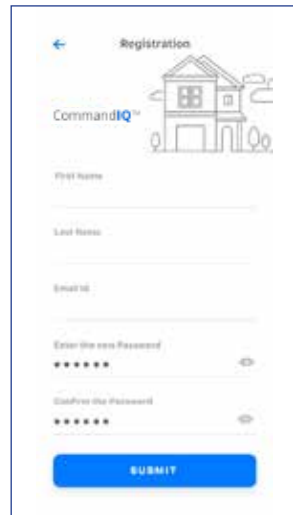 Registration
CommandIQ™
First Name
Last Name
Email Id
Enter the new Password
••••••
Confirm the Password
••••••
SUBMIT